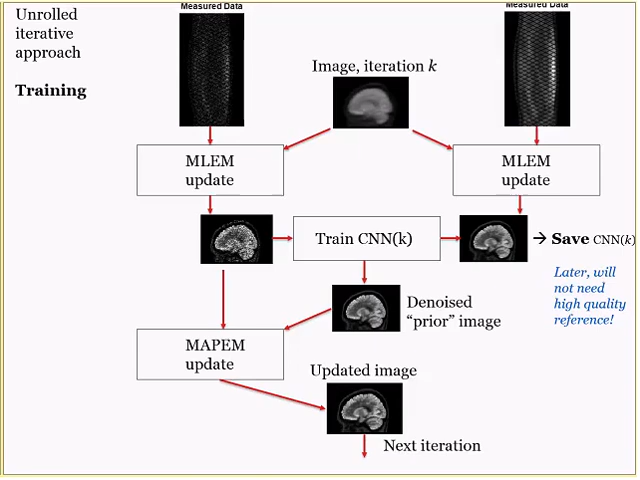 Unrolled
iterative
approach
Training
Measured Data
Measured Data
Image, iteration k
MLEM
update
MLEM
update
Train CNN(k)
→ Save CNN(k)
Later, will
not need
high quality
reference!
Denoised
"prior" image
MAPEM
update
Updated image
Next iteration